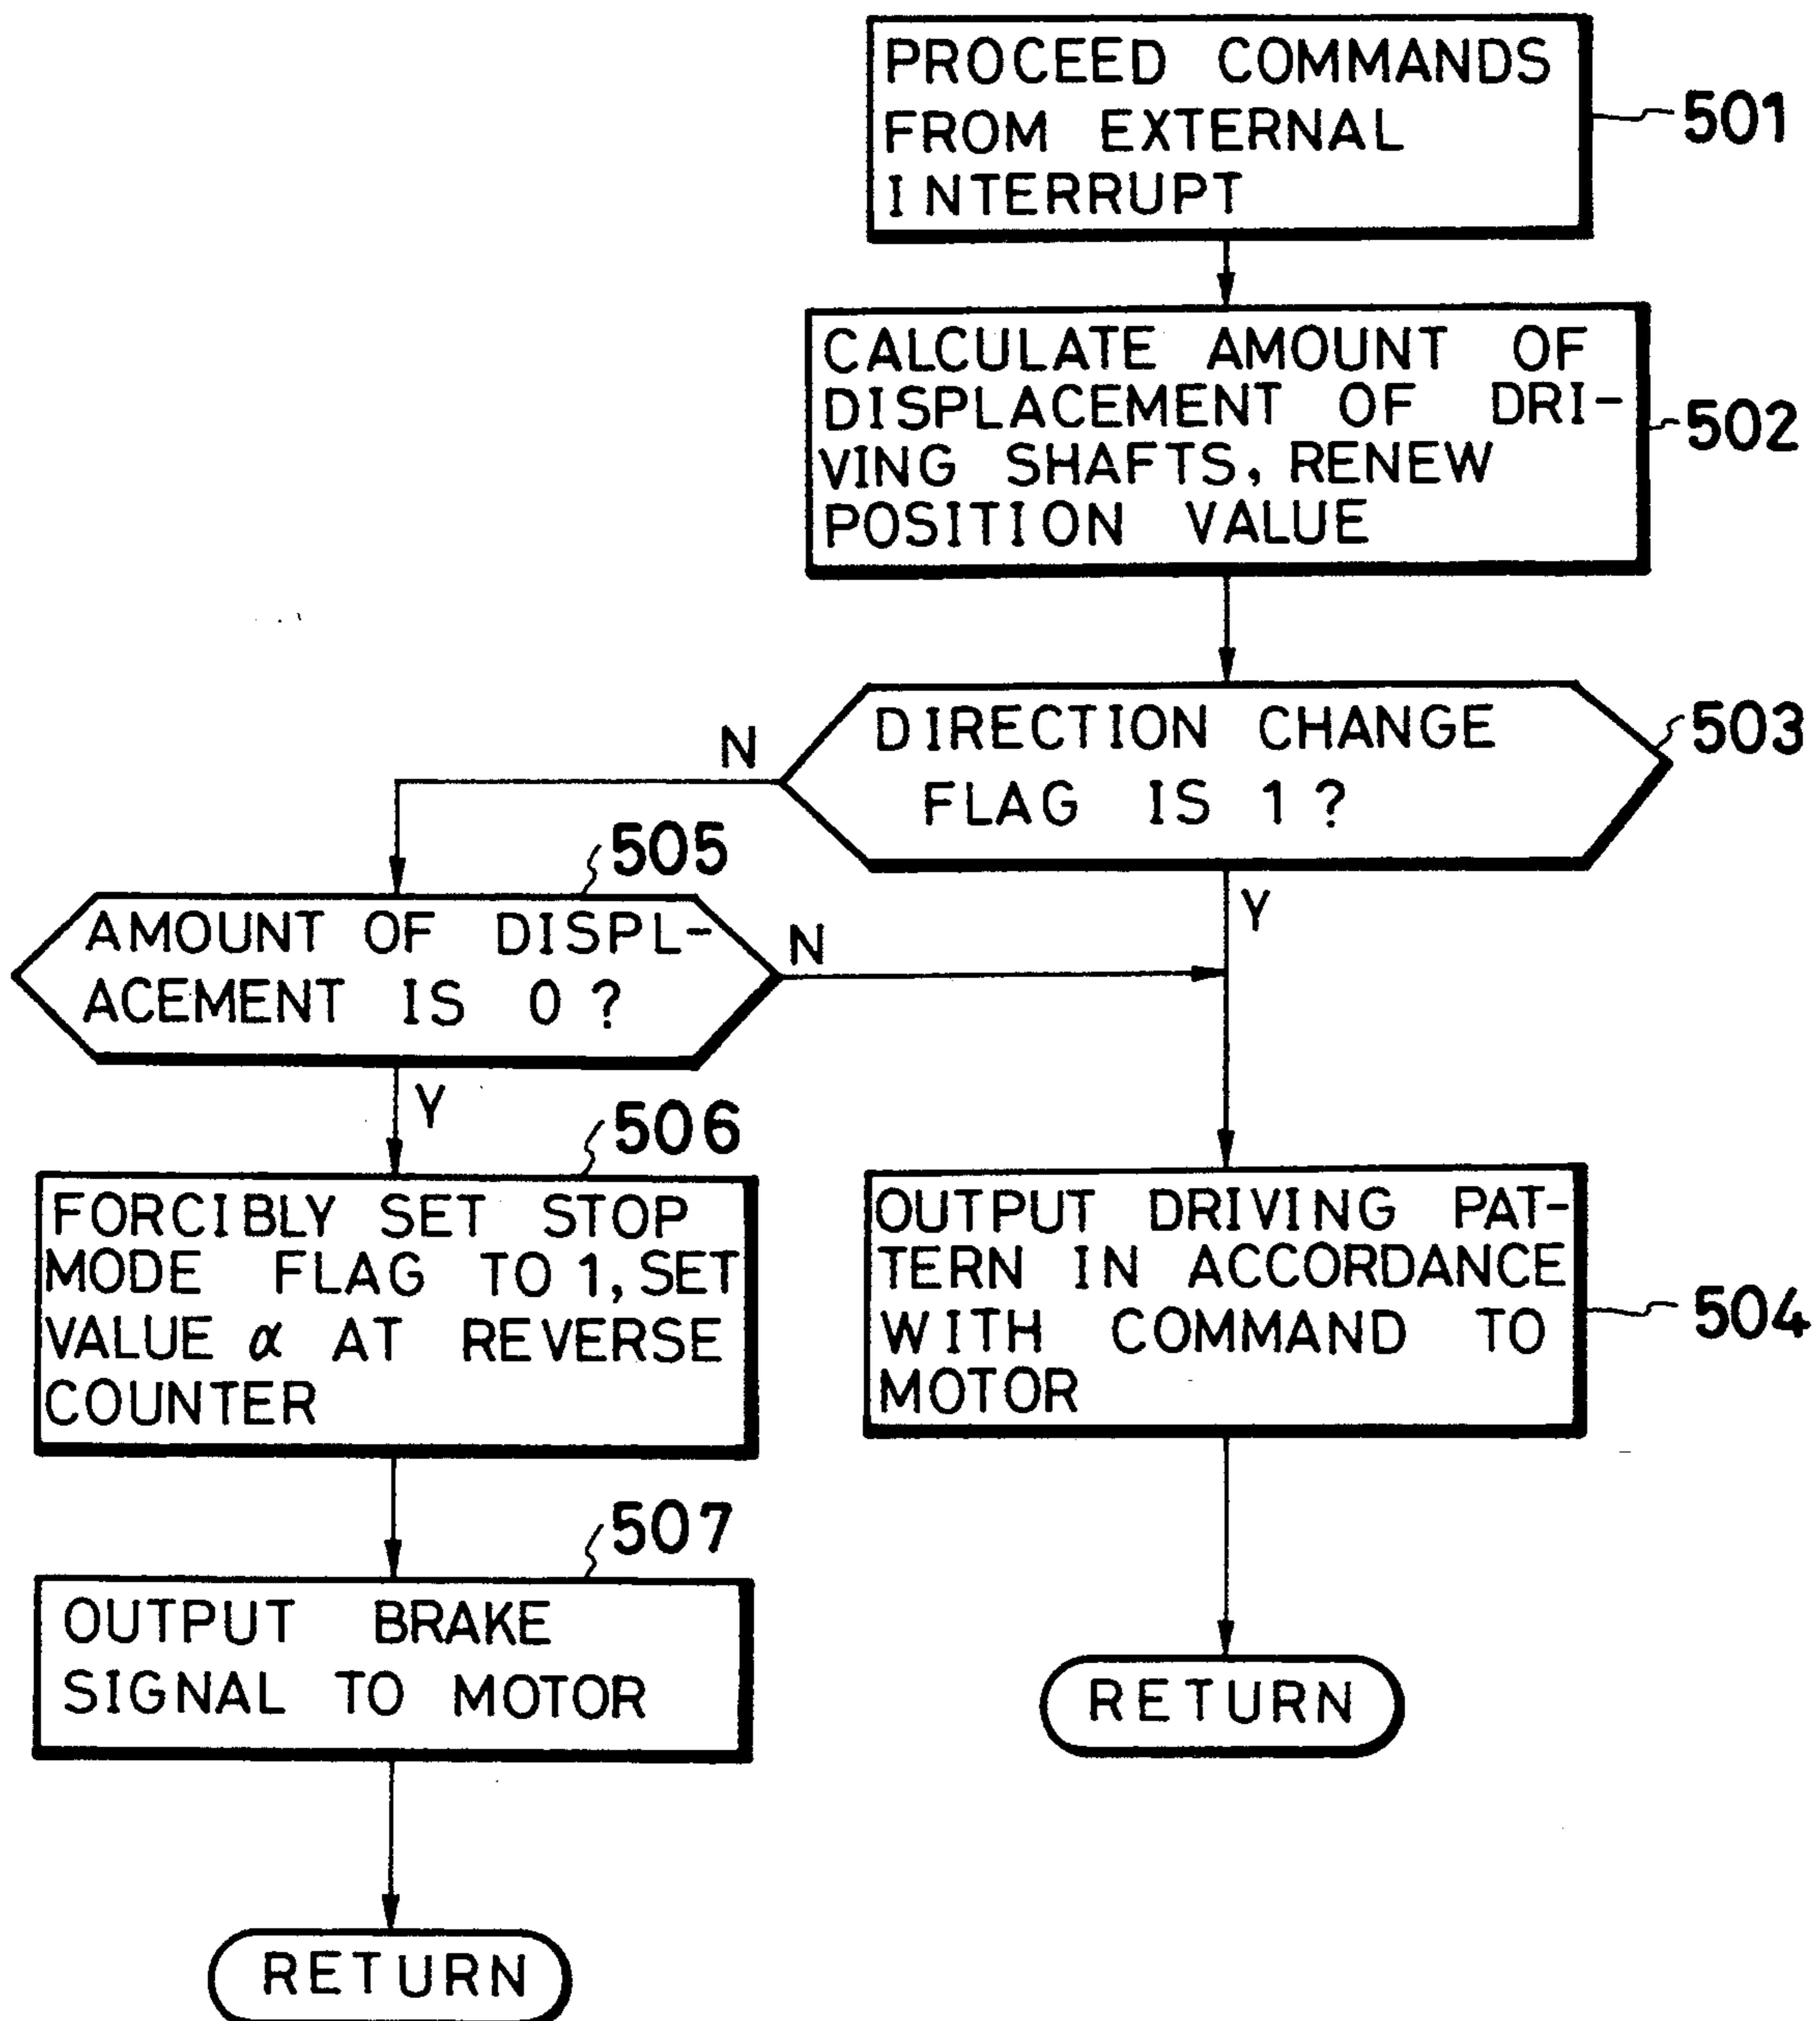 PROCEED COMMANDS
FROM EXTERNAL
INTERRUPT
501
CALCULATE AMOUNT OF
DISPLACEMENT OF DRI-
VING SHAFTS, RENEW
POSITION VALUE
502
DIRECTION CHANGE
FLAG IS 1?
503
N
Y
505
AMOUNT OF DISPL-
ACEMENT IS 0?
N
Y
506
FORCIBLY SET STOP
MODE FLAG TO 1, SET
VALUE α AT REVERSE
COUNTER
OUTPUT DRIVING PAT-
TERN IN ACCORDANCE
WITH COMMAND TO
MOTOR
504
507
OUTPUT BRAKE
SIGNAL TO MOTOR
RETURN
RETURN